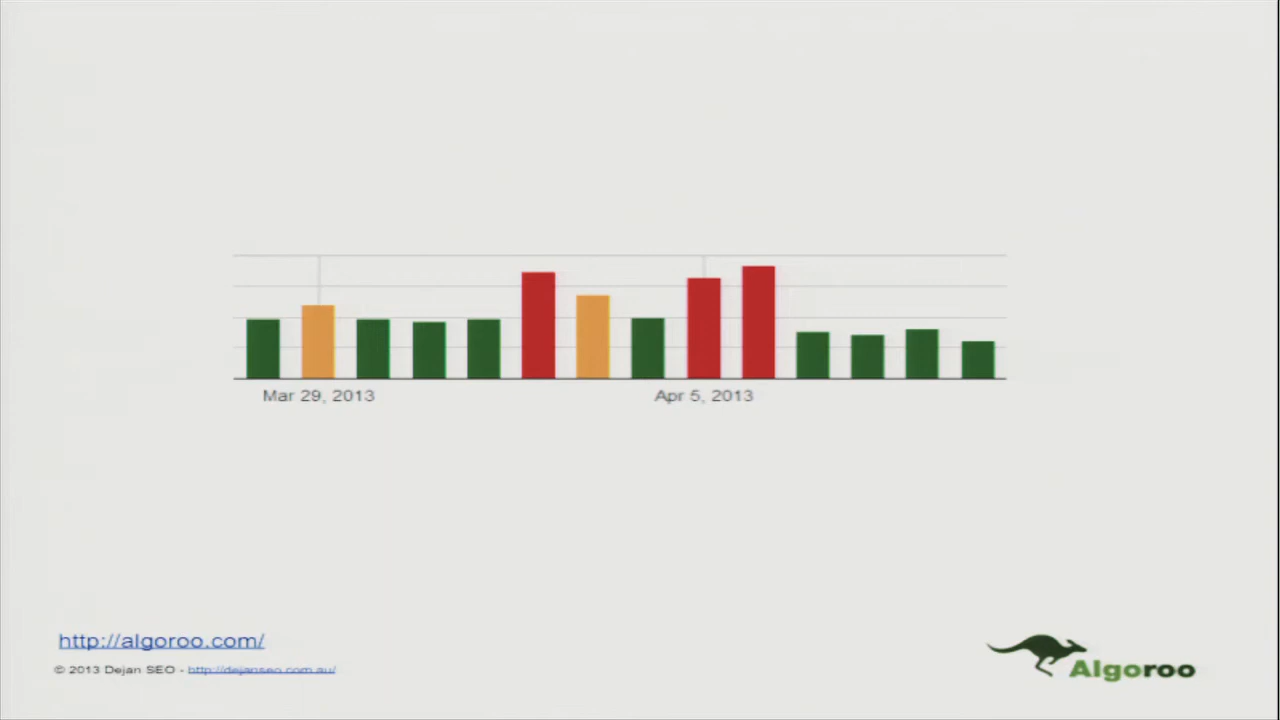 Mar 29, 2013
Apr 5, 2013
http://algoroo.com/
© 2013 Dejan SEO - http://dejanseo.com.au/
Algoroo